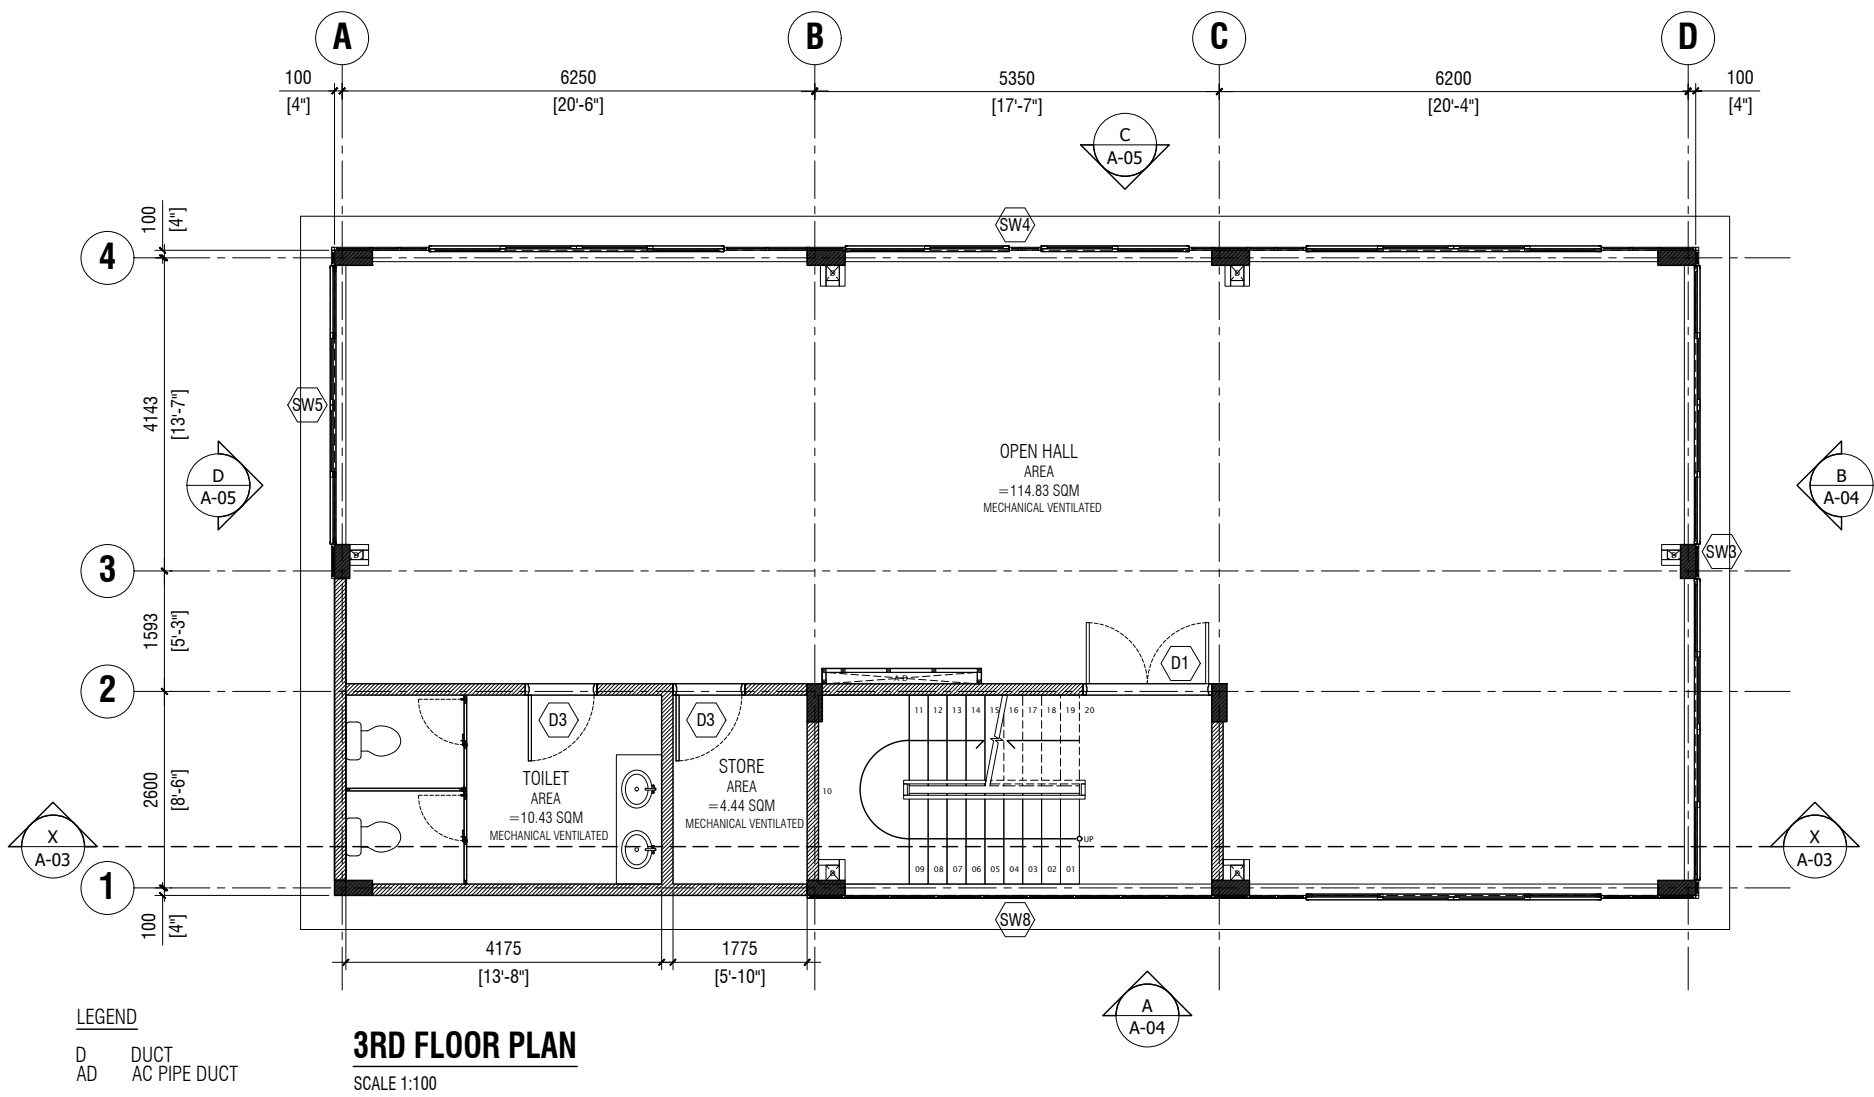 A B C D
100 6250 5350 6200 100
[4"] [20'-6"] [17'-7"] [20'-4"] [4"]
C
A-05
100
[4"]
SW4
4
D D
4143
[13'-7"]
SW5
OPEN HALL
AREA
=114.83 SQM
MECHANICAL VENTILATED
D
A-05
B
A-04
3
D D
SW3
1593
[5'-3"]
D1
AD
2
D3 D3
11 12 13 14 15 16 17 18 19 20
2600
[8'-6"]
TOILET
AREA
=10.43 SQM
MECHANICAL VENTILATED
STORE
AREA
=4.44 SQM
MECHANICAL VENTILATED
10
UP
X
A-03
X
A-03
09 08 07 06 05 04 03 02 01
D D
1
100
[4"]
SW8
4175 1775
[13'-8"] [5'-10"]
A
A-04
LEGEND
D DUCT
AD AC PIPE DUCT
3RD FLOOR PLAN
SCALE 1:100